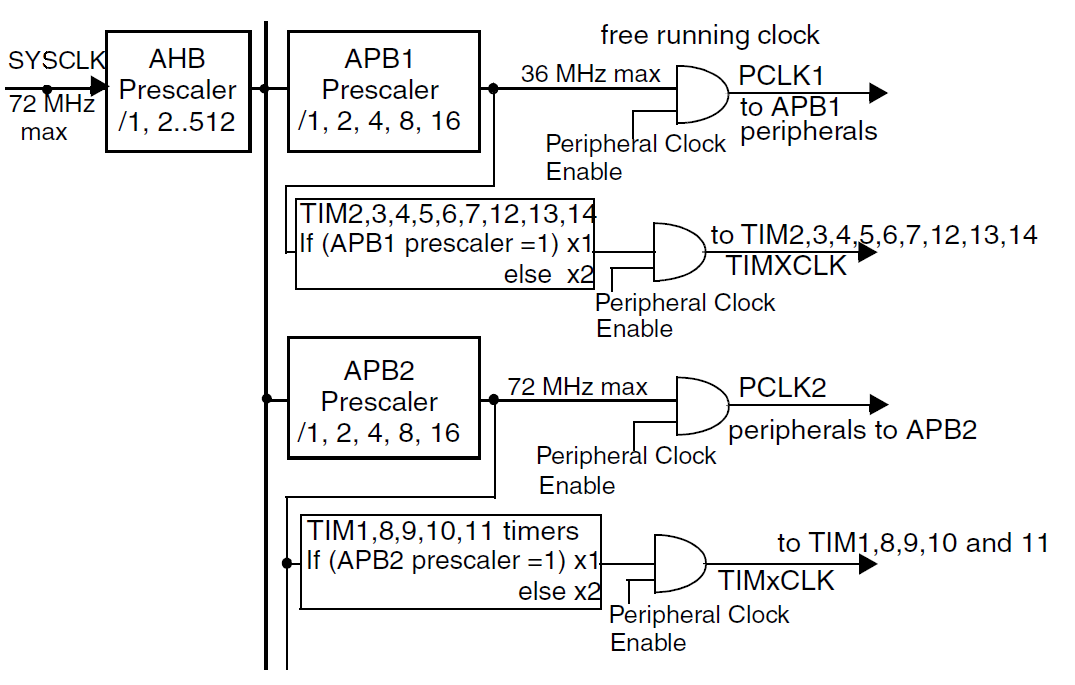 free running clock
SYSCLK
72 MHz
max
AHB
Prescaler
/1, 2..512
APB1
Prescaler
/1, 2, 4, 8, 16
36 MHz max
PCLK1
to APB1
peripherals
Peripheral Clock
Enable
TIM2,3,4,5,6,7,12,13,14
If (APB1 prescaler =1) x1
else x2
to TIM2,3,4,5,6,7,12,13,14
TIMXCLK
Peripheral Clock
Enable
APB2
Prescaler
/1, 2, 4, 8, 16
72 MHz max
PCLK2
peripherals to APB2
Peripheral Clock
Enable
TIM1,8,9,10,11 timers
If (APB2 prescaler =1) x1
else x2
to TIM1,8,9,10 and 11
TIMxCLK
Peripheral Clock
Enable